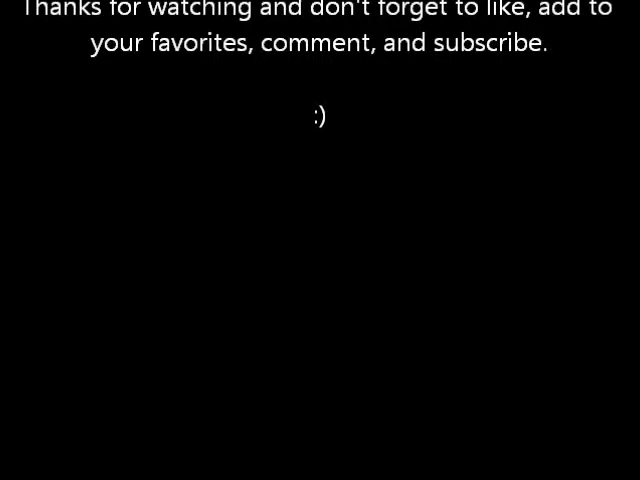 Thanks for watching and don't forget to like, add to
your favorites, comment, and subscribe.
:)